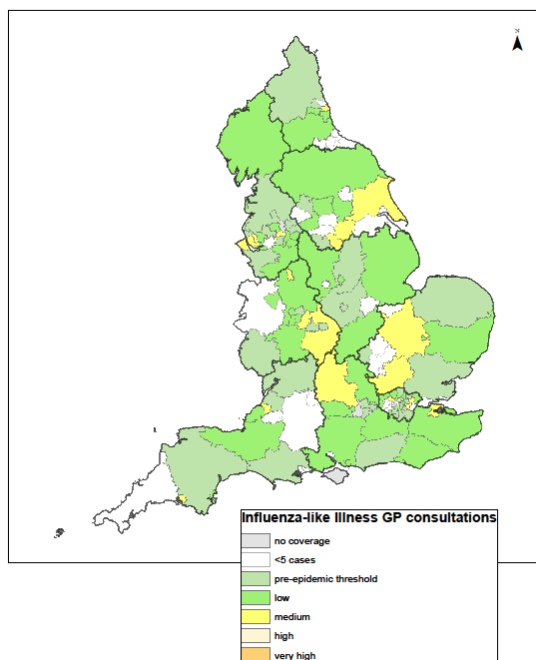 Influenza-like Illness GP consultations
no coverage
<5 cases
pre-epidemic threshold
low
medium
high
very high